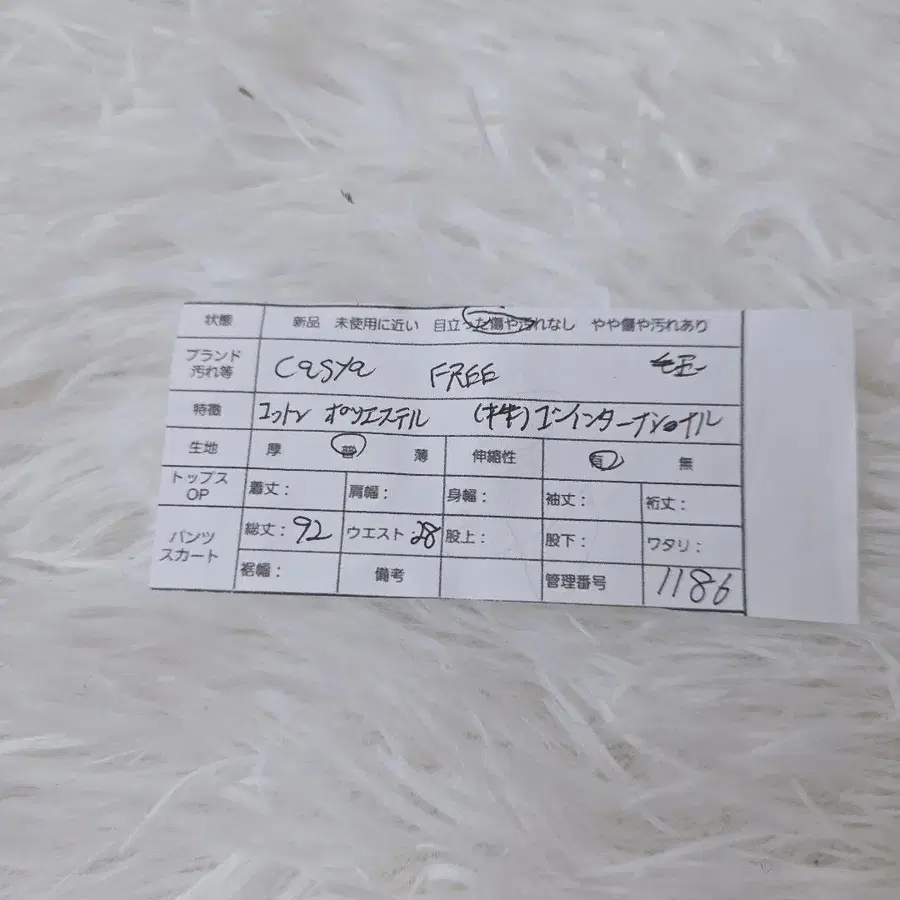 状態 新品 未使用に近い 目立った傷や汚れなし やや傷や汚れあり
ブランド 汚れ等 casya FREE
特徴 コットン ポリエステル (株)コンインターナショナル
生地 厚 普 薄 伸縮性 有 無
トップス OP 着丈: 肩幅: 身幅: 袖丈: 裄丈:
パンツ スカート 総丈:92 ウエスト:28 股上: 股下: ワタリ:
裾幅: 備考 管理番号 1186